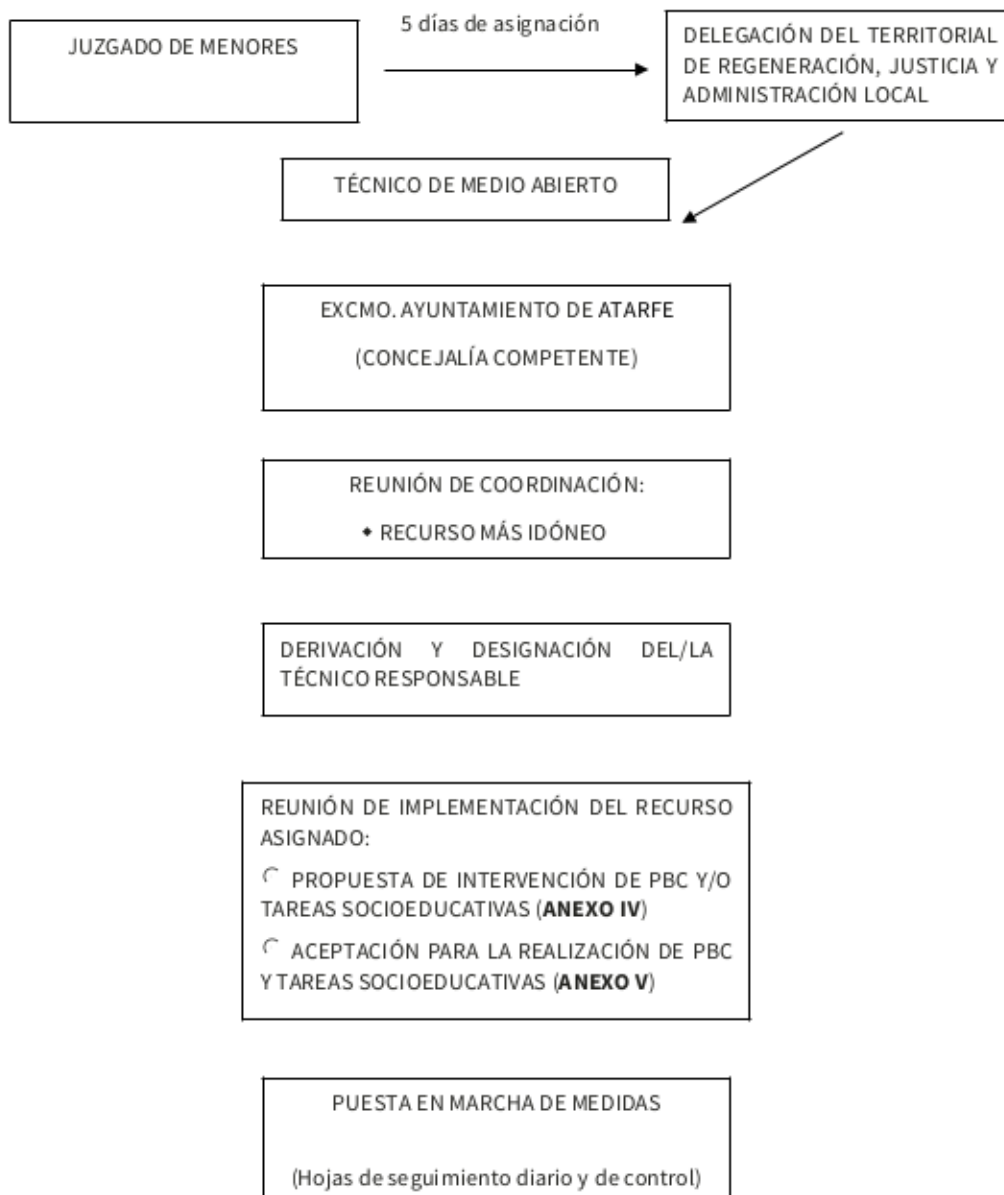 JUZGADO DE MENORES
5 días de asignación
DELEGACIÓN DEL TERRITORIAL
DE REGENERACIÓN, JUSTICIA Y
ADMINISTRACIÓN LOCAL
TÉCNICO DE MEDIO ABIERTO
EXCMO. AYUNTAMIENTO DE ATARFE
(CONCEJALÍA COMPETENTE)
REUNIÓN DE COORDINACIÓN:
◆ RECURSO MÁS IDÓNEO
DERIVACIÓN Y DESIGNACIÓN DEL/LA
TÉCNICO RESPONSABLE
REUNIÓN DE IMPLEMENTACIÓN DEL RECURSO
ASIGNADO:
PROPUESTA DE INTERVENCIÓN DE PBC Y/O
TAREAS SOCIOEDUCATIVAS (ANEXO IV)
ACEPTACIÓN PARA LA REALIZACIÓN DE PBC
Y TAREAS SOCIOEDUCATIVAS (ANEXO V)
PUESTA EN MARCHA DE MEDIDAS
(Hojas de seguimiento diario y de control)